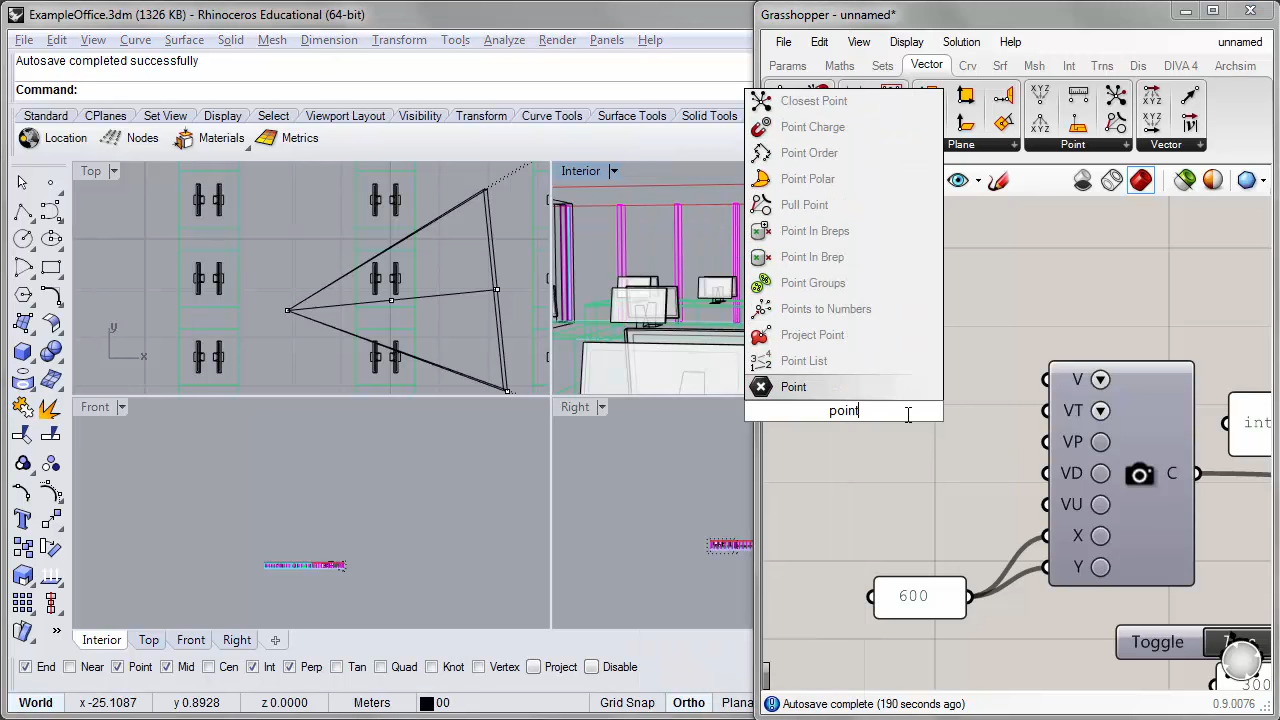 ExampleOffice.3dm (1326 KB) - Rhinoceros Educational (64-bit)
File Edit View Curve Surface Solid Mesh Dimension Transform Tools Analyze Render Panels Help
Autosave completed successfully
Command:
Standard CPlanes Set View Display Select Viewport Layout Visibility Transform Curve Tools Surface Tools Solid Tools
Location Nodes Materials Metrics
Top
Interior
y
x
Front
Right
Interior Top Front Right
End Near Point Mid Cen Int Perp Tan Quad Knot Vertex Project Disable
World x -25.1087 y 0.8928 z 0.0000 Meters 00 Grid Snap Ortho Plana
Grasshopper - unnamed*
File Edit View Display Solution Help unnamed
Params Maths Sets Vector Crv Srf Msh Int Trns Dis DIVA 4 Archsim
Plane Point Vector
Closest Point
Point Charge
Point Order
Point Polar
Pull Point
Point In Breps
Point In Brep
Point Groups
Points to Numbers
Project Point
Point List
Point
point
V
VT
VP
VD
VU
X
Y
C
int
600
Toggle
300
Autosave complete (190 seconds ago) 0.9.0076